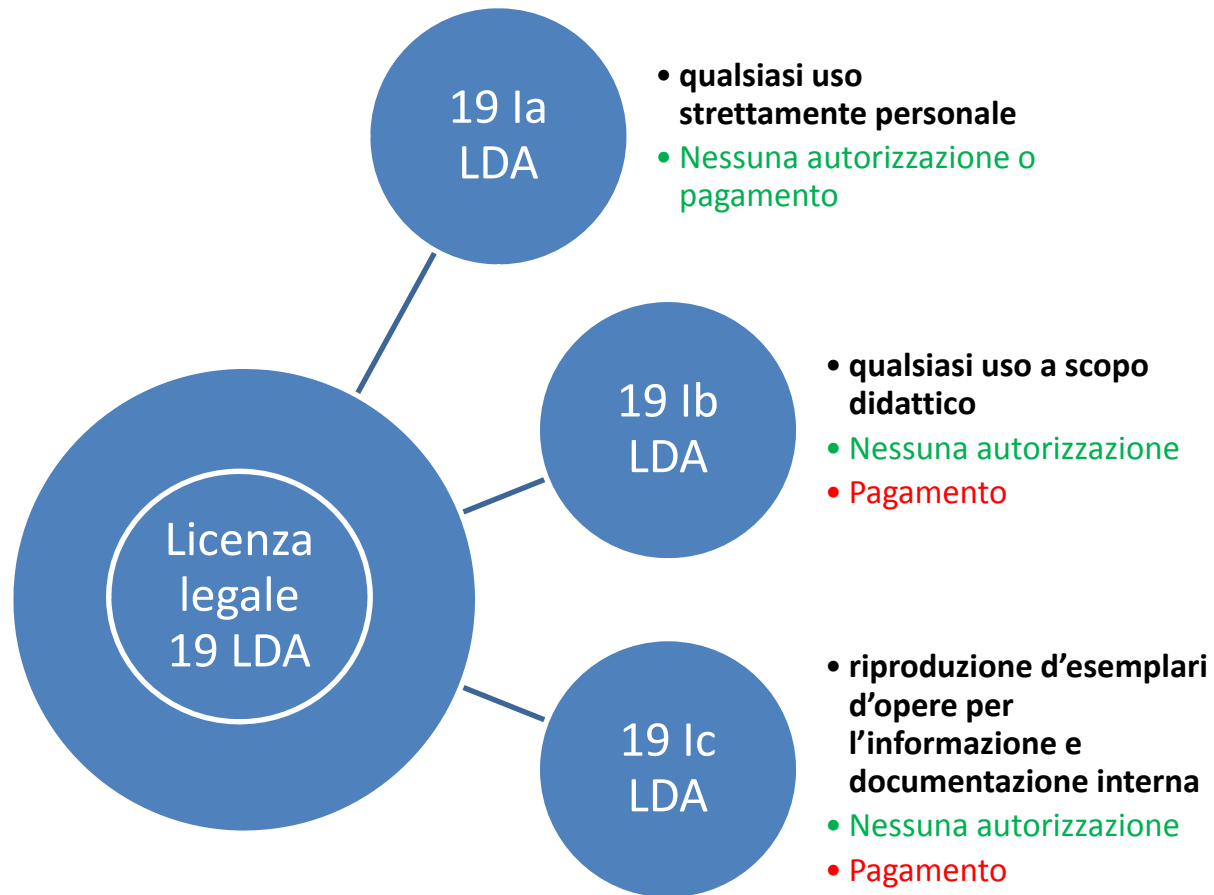 19 Ia
LDA
• qualsiasi uso
strettamente personale
• Nessuna autorizzazione o
pagamento
19 Ib
LDA
• qualsiasi uso a scopo
didattico
• Nessuna autorizzazione
• Pagamento
Licenza
legale
19 LDA
19 Ic
LDA
• riproduzione d’esemplari
d’opere per
l’informazione e
documentazione interna
• Nessuna autorizzazione
• Pagamento